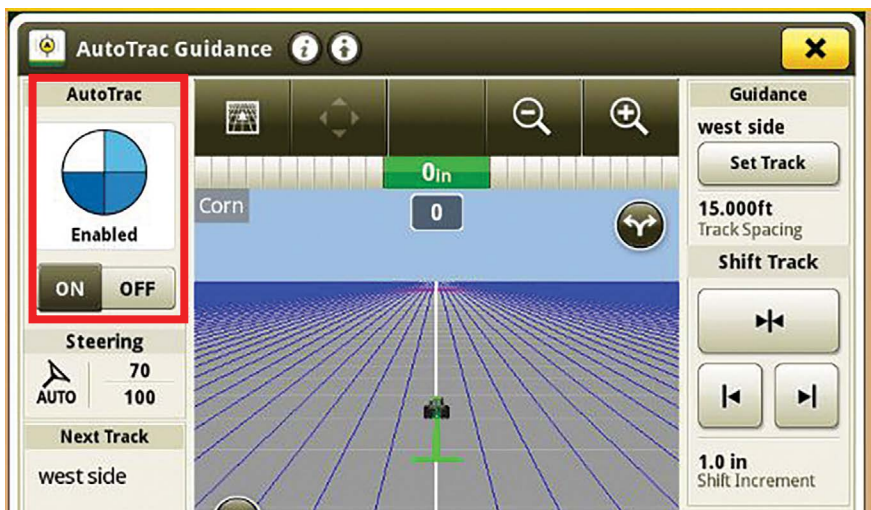 AutoTrac Guidance
AutoTrac
Enabled
ON OFF
Steering
AUTO
70
100
Next Track
west side
0in
Corn
0
Guidance
west side
Set Track
15.000ft
Track Spacing
Shift Track
1.0 in
Shift Increment